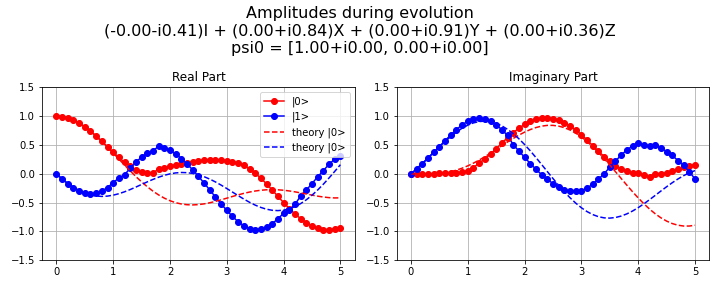 Amplitudes during evolution
(-0.00-i0.41)I + (0.00+i0.84)X + (0.00+i0.91)Y + (0.00+i0.36)Z
psi0 = [1.00+i0.00, 0.00+i0.00]
Real Part
Imaginary Part
1.5
1.0
0.5
0.0
−0.5
−1.0
−1.5
0 1 2 3 4 5
|0>
|1>
theory |0>
theory |0>
1.5
1.0
0.5
0.0
−0.5
−1.0
−1.5
0 1 2 3 4 5